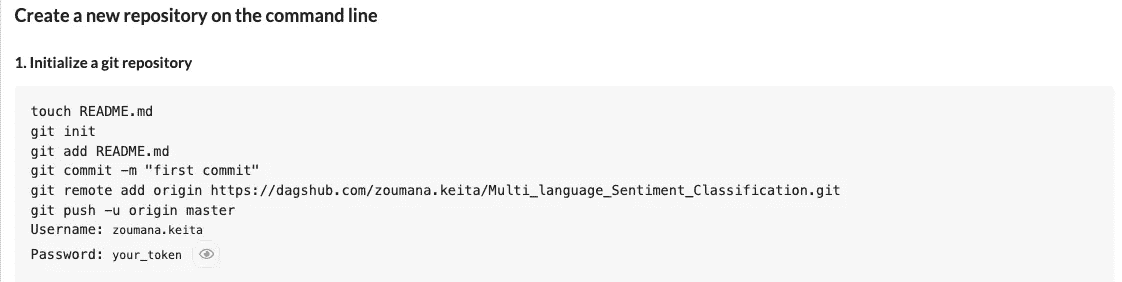 Create a new repository on the command line
1. Initialize a git repository
touch README.md
git init
git add README.md
git commit -m "first commit"
git remote add origin https://dagshub.com/zoumana.keita/Multi_language_Sentiment_Classification.git
git push -u origin master
Username: zoumana.keita
Password: your_token